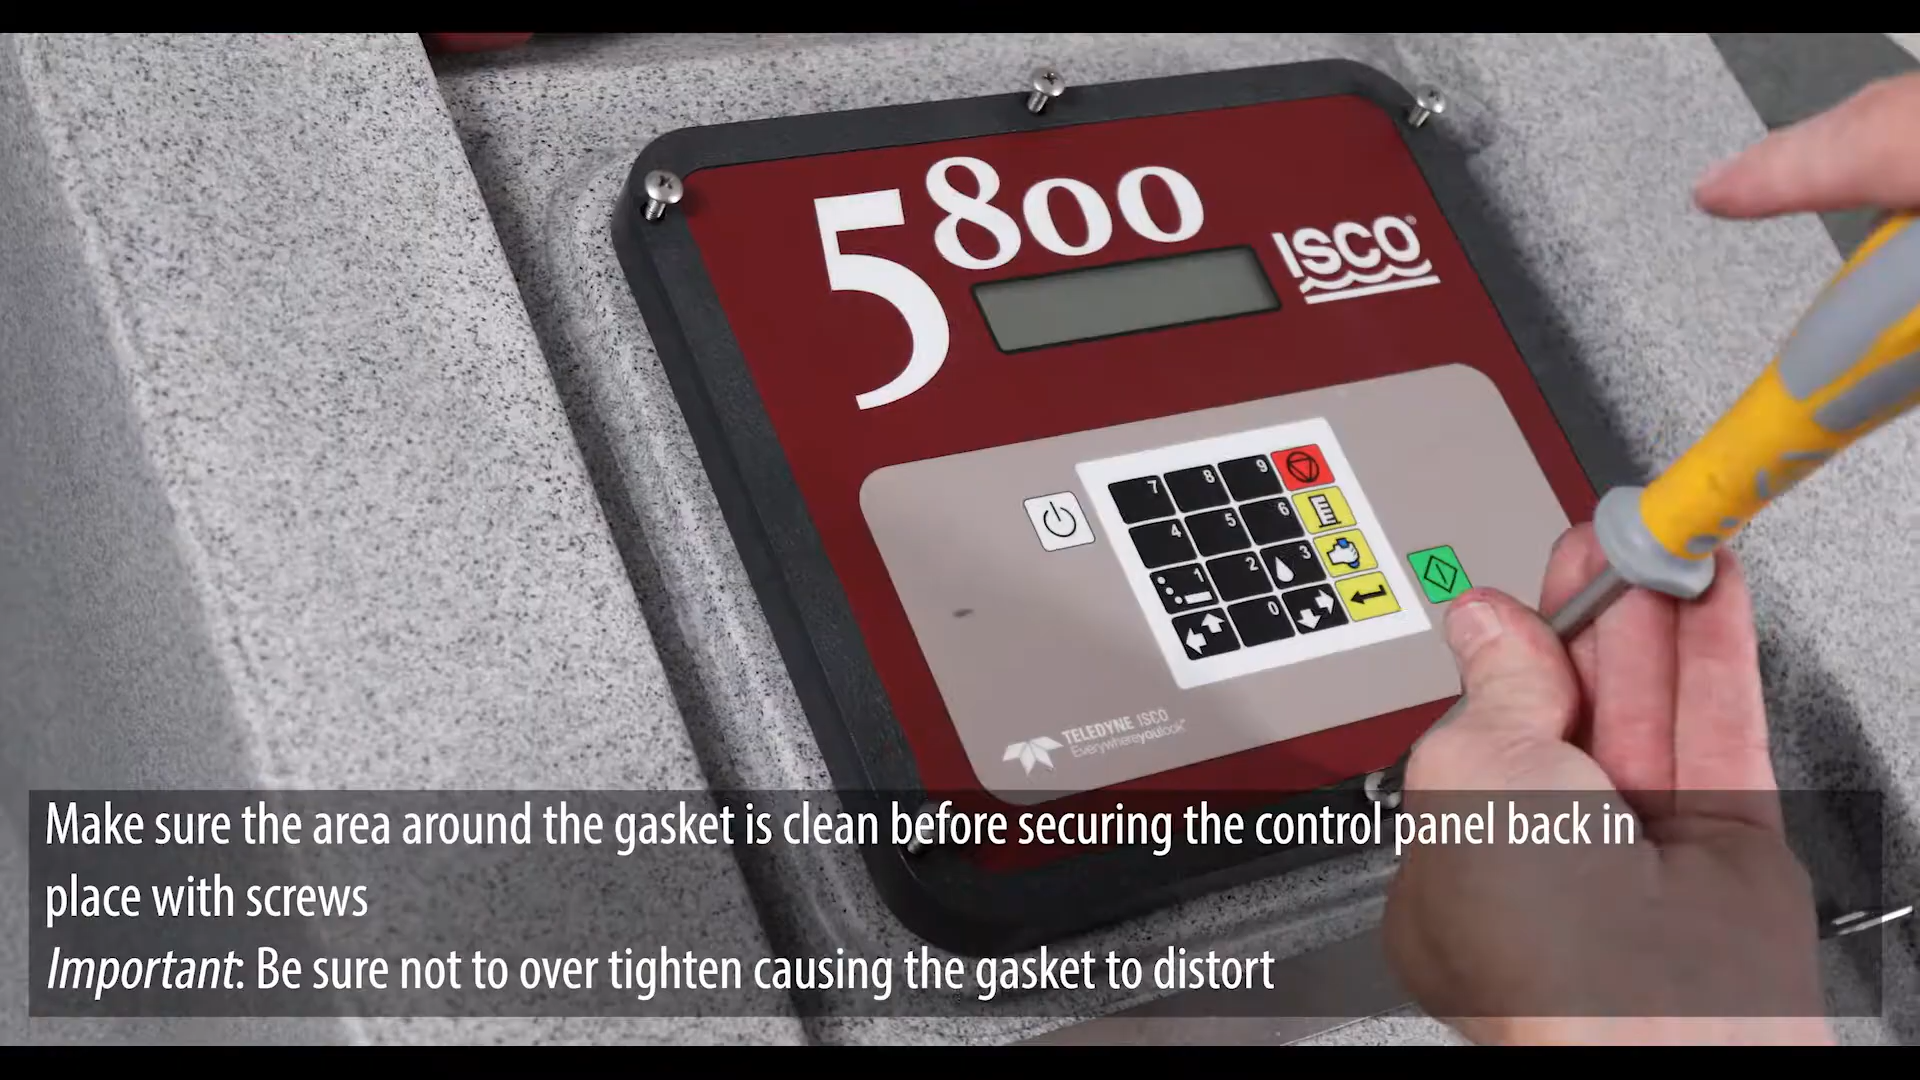 5800
ISCO
7 8 9
4 5 6 E
1 2 3
0
TELEDYNE ISCO
Everywhereyoulook™
Make sure the area around the gasket is clean before securing the control panel back in
place with screws
Important: Be sure not to over tighten causing the gasket to distort